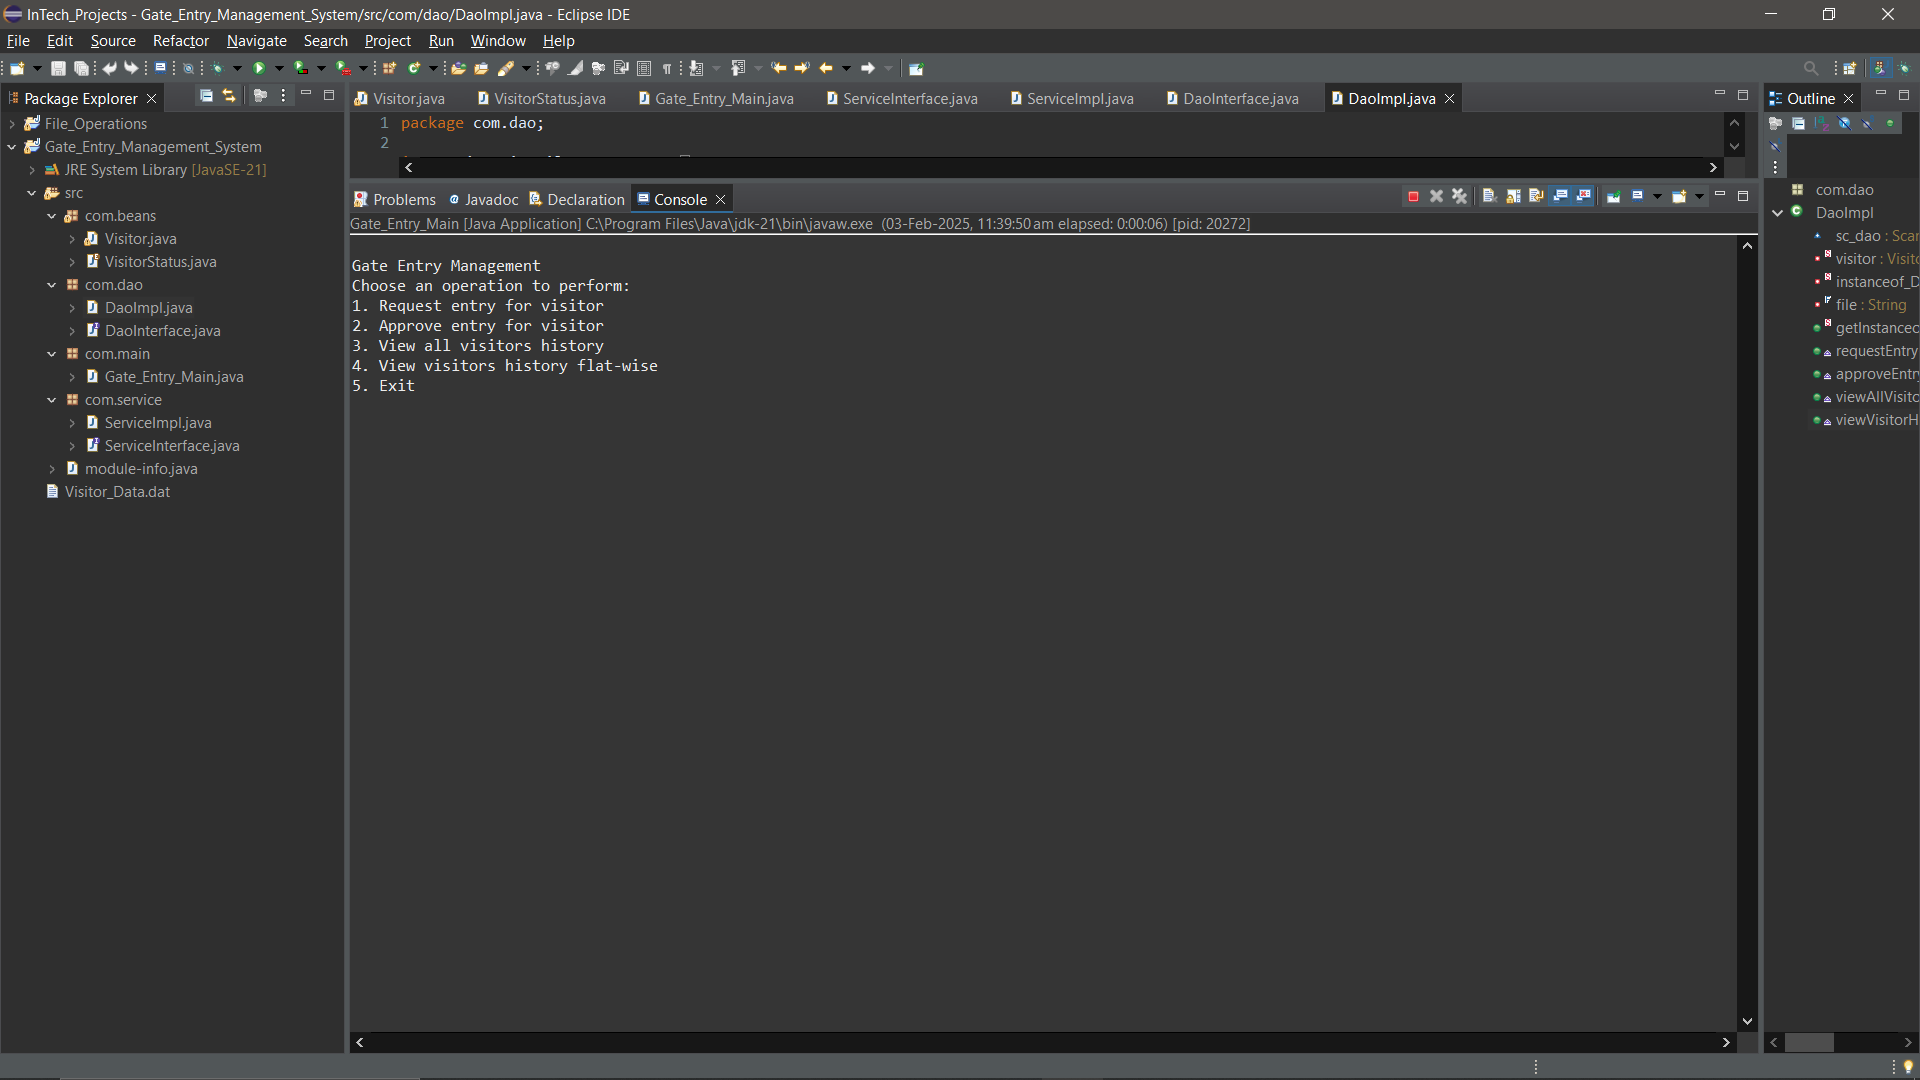 InTech_Projects - Gate_Entry_Management_System/src/com/dao/DaoImpl.java - Eclipse IDE
File Edit Source Refactor Navigate Search Project Run Window Help
Package Explorer
File_Operations
Gate_Entry_Management_System
JRE System Library [JavaSE-21]
src
com.beans
Visitor.java
VisitorStatus.java
com.dao
DaoImpl.java
DaoInterface.java
com.main
Gate_Entry_Main.java
com.service
ServiceImpl.java
ServiceInterface.java
module-info.java
Visitor_Data.dat
Visitor.java VisitorStatus.java Gate_Entry_Main.java ServiceInterface.java ServiceImpl.java DaoInterface.java DaoImpl.java
1 package com.dao;
2
Problems Javadoc Declaration Console
Gate_Entry_Main [Java Application] C:\Program Files\Java\jdk-21\bin\javaw.exe (03-Feb-2025, 11:39:50 am elapsed: 0:00:06) [pid: 20272]
Gate Entry Management
Choose an operation to perform:
1. Request entry for visitor
2. Approve entry for visitor
3. View all visitors history
4. View visitors history flat-wise
5. Exit
Outline
com.dao
DaoImpl
sc_dao : Scar
visitor : Visito
instanceof_D
file : String
getInstanceo
requestEntry
approveEntry
viewAllVisito
viewVisitorH